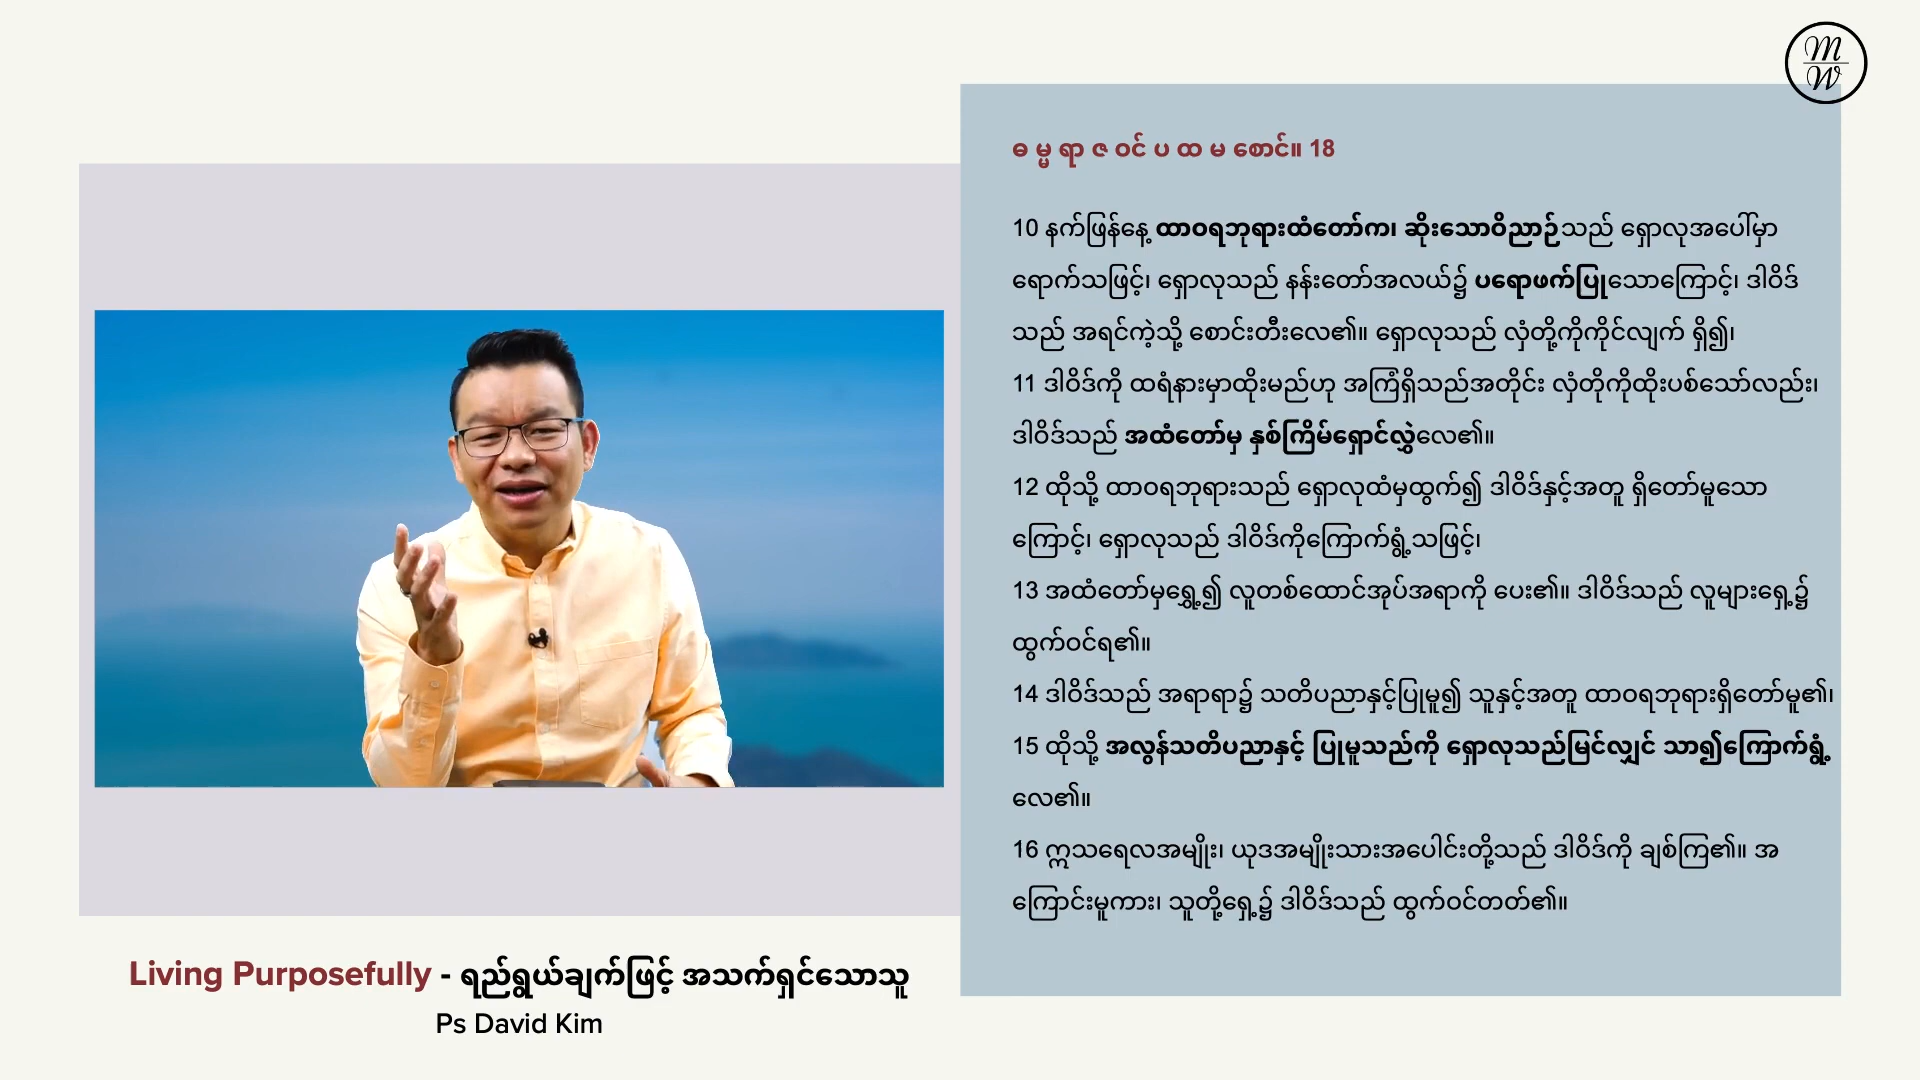 M
W
ဓ မ္မ ရာ ဇ ဝင် ပ ထ မ စောင်။ 18
10 နက်ဖြန်နေ့ ထာဝရဘုရားထံတော်က၊ ဆိုးသောဝိညာဉ်သည် ရှောလုအပေါ်မှာ
ရောက်သဖြင့်၊ ရှောလုသည် နန်းတော်အလယ်၌ ပရောဖက်ပြုသောကြောင့်၊ ဒါဝိဒ်
သည် အရင်ကဲ့သို့ စောင်းတီးလေ၏။ ရှောလုသည် လှံတို့ကိုကိုင်လျက် ရှိ၍၊
11 ဒါဝိဒ်ကို ထရံနားမှာထိုးမည်ဟု အကြံရှိသည်အတိုင်း လှံတိုကိုထိုးပစ်သော်လည်း၊
ဒါဝိဒ်သည် အထံတော်မှ နှစ်ကြိမ်ရှောင်လွှဲလေ၏။
12 ထိုသို့ ထာဝရဘုရားသည် ရှောလုထံမှထွက်၍ ဒါဝိဒ်နှင့်အတူ ရှိတော်မူသော
ကြောင့်၊ ရှောလုသည် ဒါဝိဒ်ကိုကြောက်ရွံ့သဖြင့်၊
13 အထံတော်မှရွှေ့၍ လူတစ်ထောင်အုပ်အရာကို ပေး၏။ ဒါဝိဒ်သည် လူများရှေ့၌
ထွက်ဝင်ရ၏။
14 ဒါဝိဒ်သည် အရာရာ၌ သတိပညာနှင့်ပြုမူ၍ သူနှင့်အတူ ထာဝရဘုရားရှိတော်မူ၏၊
15 ထိုသို့ အလွန်သတိပညာနှင့် ပြုမူသည်ကို ရှောလုသည်မြင်လျှင် သာ၍ကြောက်ရွံ့
လေ၏။
16 ဣသရေလအမျိုး၊ ယုဒအမျိုးသားအပေါင်းတို့သည် ဒါဝိဒ်ကို ချစ်ကြ၏။ အ
ကြောင်းမူကား၊ သူတို့ရှေ့၌ ဒါဝိဒ်သည် ထွက်ဝင်တတ်၏။
Living Purposefully - ရည်ရွယ်ချက်ဖြင့် အသက်ရှင်သောသူ
Ps David Kim